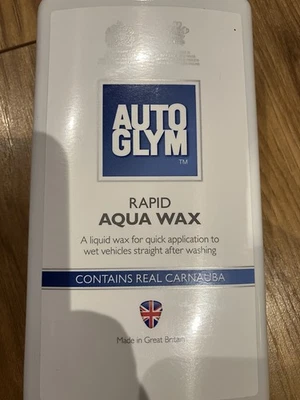 AUTO
GLYM
TM
RAPID
AQUA WAX
A liquid wax for quick application to
wet vehicles straight after washing
CONTAINS REAL CARNAUBA
Made in Great Britain